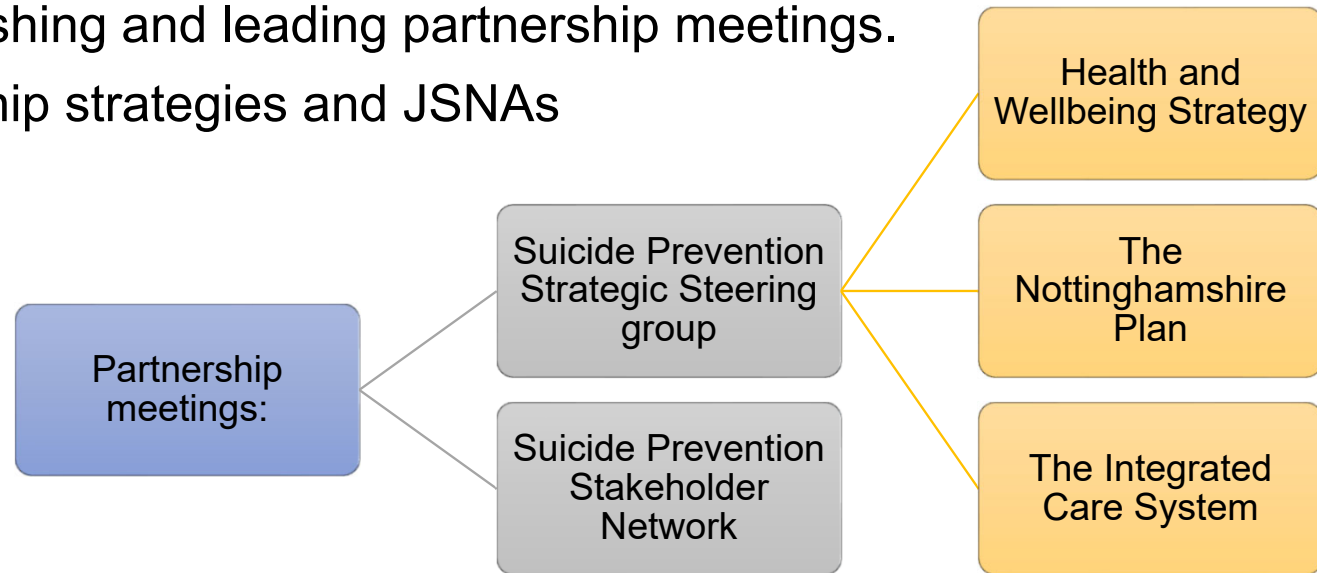 shing and leading partnership meetings.
ip strategies and JSNAs
Health and
Wellbeing Strategy
Suicide Prevention
Strategic Steering
group
The
Nottinghamshire
Plan
Partnership
meetings:
Suicide Prevention
Stakeholder
Network
The Integrated
Care System